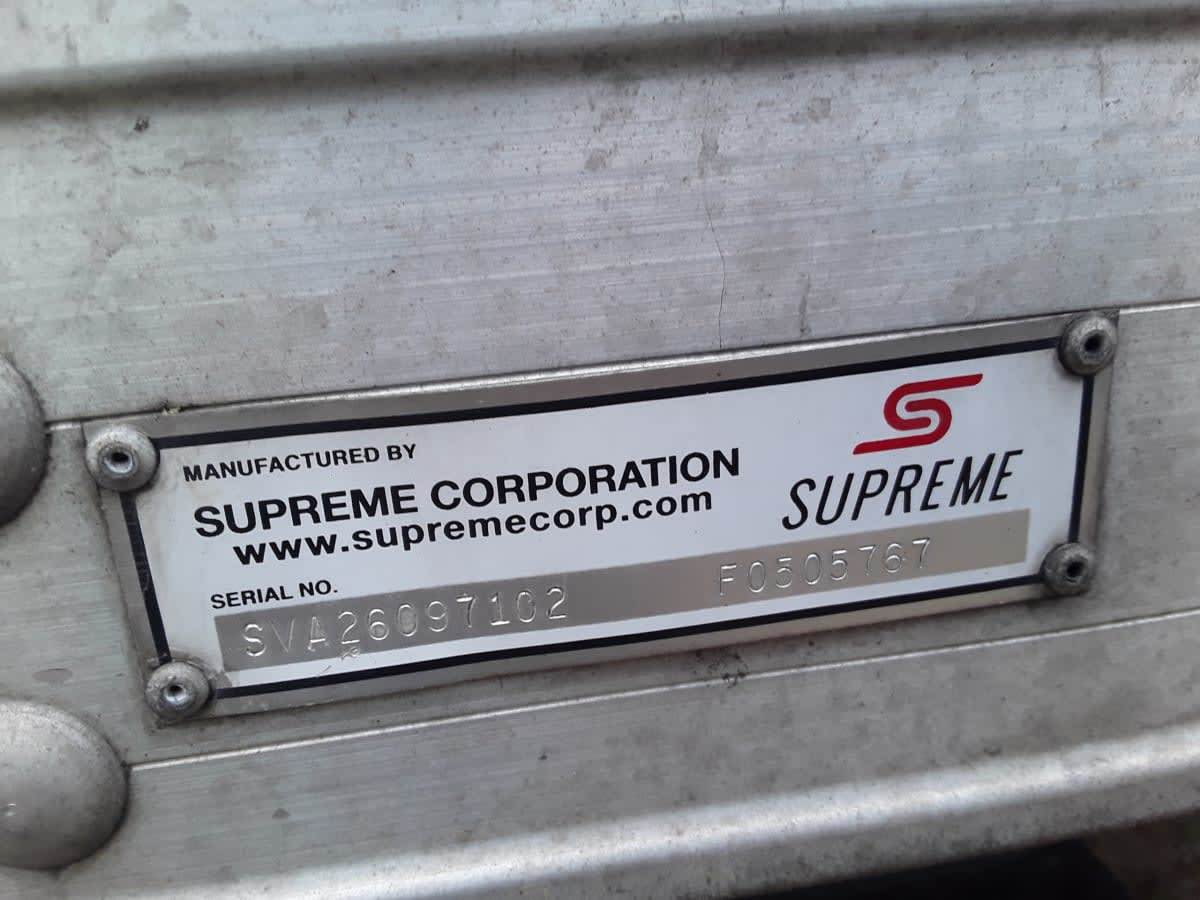 MANUFACTURED BY
SUPREME CORPORATION
www.supremecorp.com
SUPREME
SERIAL NO.
SVA26097102 F0505767